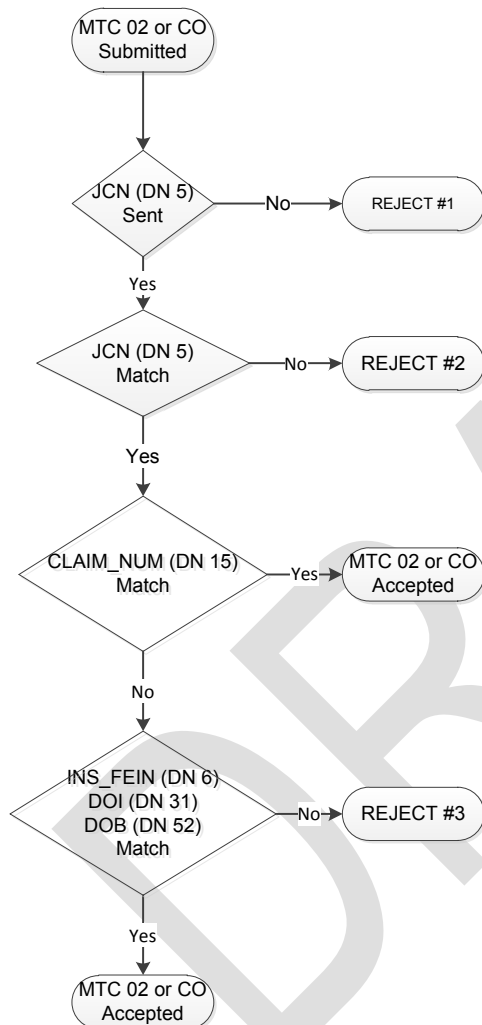 MTC 02 or CO
Submitted
JCN (DN 5)
Sent
No
REJECT #1
Yes
JCN (DN 5)
Match
No
REJECT #2
Yes
CLAIM_NUM (DN 15)
Match
Yes
MTC 02 or CO
Accepted
No
INS_FEIN (DN 6)
DOI (DN 31)
DOB (DN 52)
Match
No
REJECT #3
Yes
MTC 02 or CO
Accepted